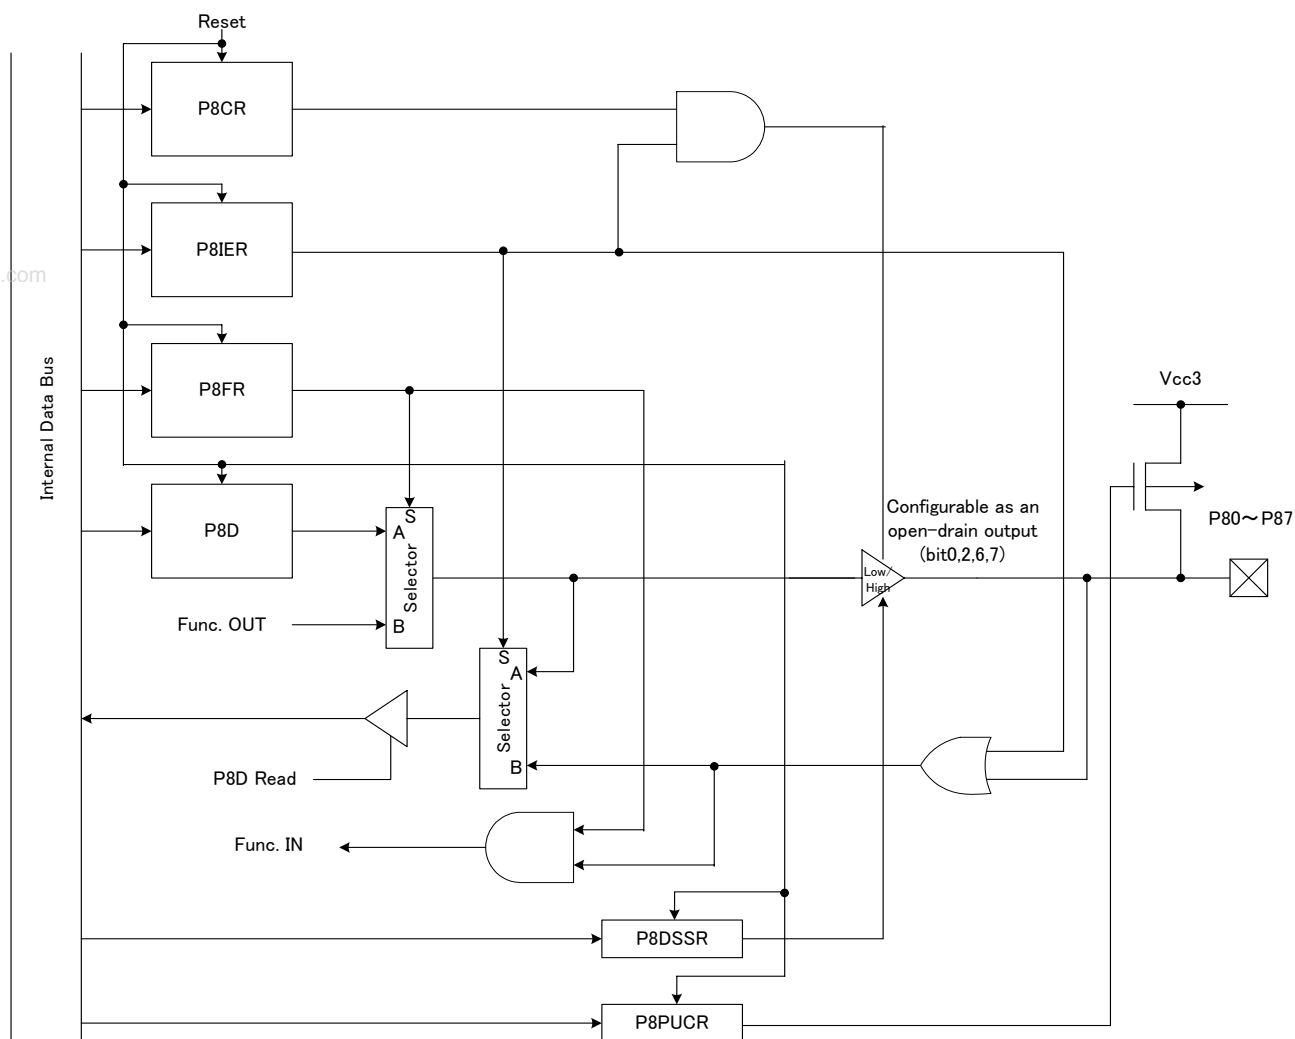 Reset
P8CR
P8IER
.com
P8FR
Internal Data Bus
Vcc3
P8D
S
A
Selector
B
Configurable as an
open-drain output
(bit0,2,6,7)
P80～P87
Low/
High
Func. OUT
S
A
Selector
B
P8D Read
Func. IN
P8DSSR
P8PUCR